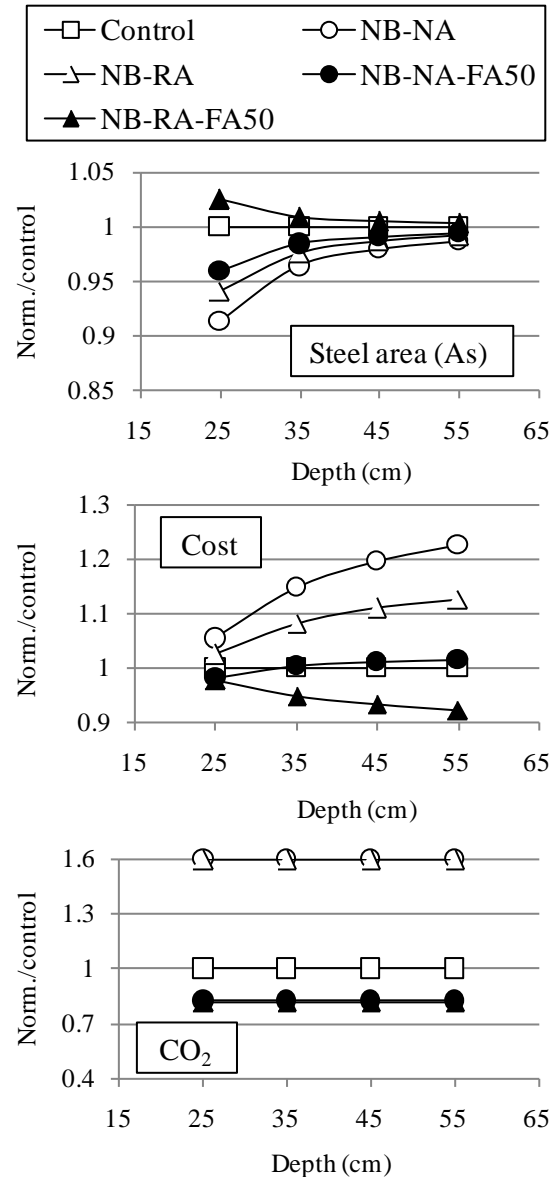 Control
NB-NA
NB-RA
NB-NA-FA50
NB-RA-FA50
1.05
1
0.95
0.9
0.85
Norm./control
Steel area (As)
15 25 35 45 55 65
Depth (cm)
1.3
1.2
1.1
1
0.9
Norm./control
Cost
15 25 35 45 55 65
Depth (cm)
1.6
1.3
1
0.7
0.4
Norm./control
CO₂
15 25 35 45 55 65
Depth (cm)